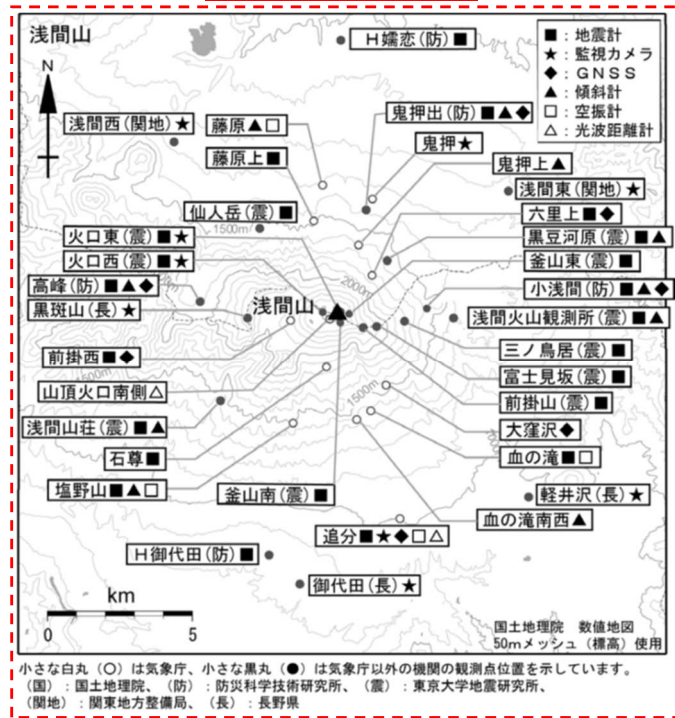 浅間山
N
H嬬恋(防)■
■：地震計
★：監視カメラ
◆：GNSS
▲：傾斜計
□：空振計
△：光波距離計
浅間西(関地)★
藤原▲□
鬼押出(防)■▲◆
鬼押★
藤原上■
鬼押上▲
浅間東(関地)★
仙人岳(震)■
六里上■◆
1500m
火口東(震)■★
黒豆河原(震)■▲
火口西(震)■★
釜山東(震)■
2000m
高峰(防)■▲◆
小浅間(防)■▲◆
黒斑山(長)★
浅間山
浅間火山観測所(震)■▲
前掛西■◆
三ノ鳥居(震)■
1500m
富士見坂(震)■
山頂火口南側△
前掛山(震)■
1500m
浅間山荘(震)■▲
大窪沢◆
石尊■
血の滝■□
塩野山■▲□
釜山南(震)■
軽井沢(長)★
血の滝南西▲
追分■★◆□△
H御代田(防)■
御代田(長)★
km
0 5
国土地理院 数値地図
50mメッシュ(標高)使用
小さな白丸（○）は気象庁、小さな黒丸（●）は気象庁以外の機関の観測点位置を示しています。
（国）：国土地理院、（防）：防災科学技術研究所、（震）：東京大学地震研究所、
（関地）：関東地方整備局、（長）：長野県